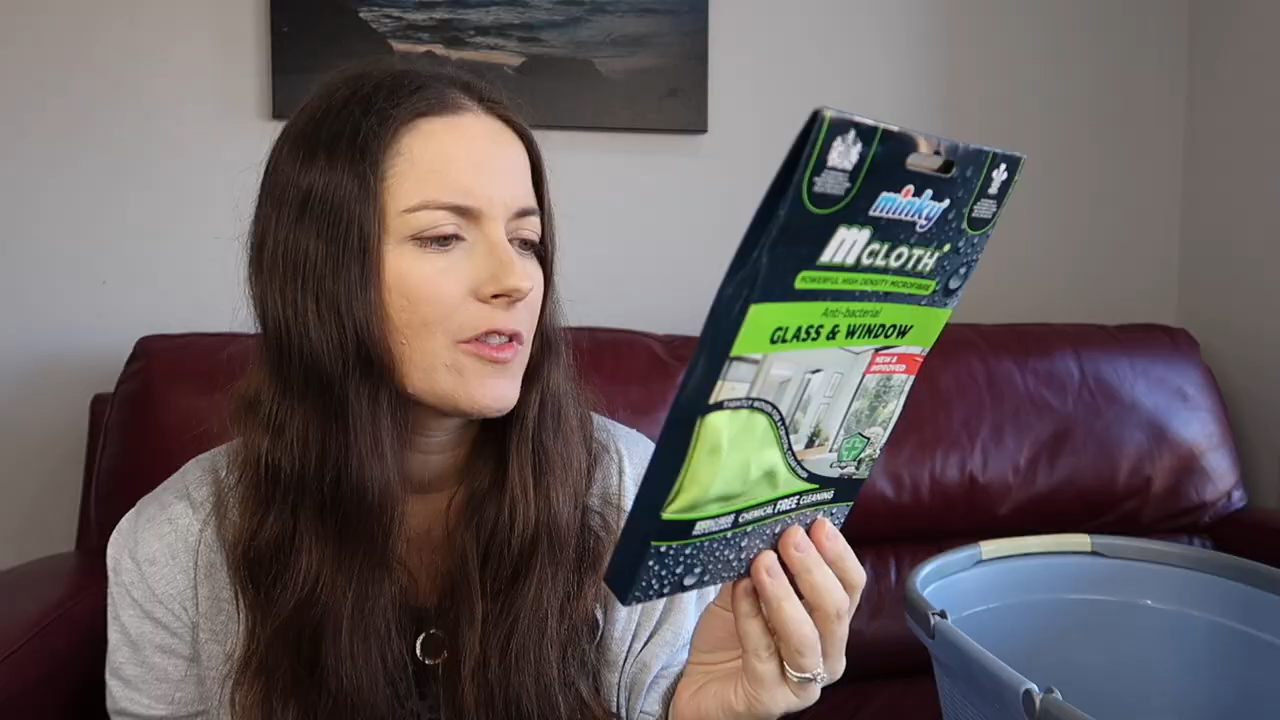 minky
M CLOTH
POWERFUL HIGH DENSITY MICROFIBRE
Anti-bacterial
GLASS & WINDOW
NEW &
IMPROVED
CHEMICAL FREE CLEANING